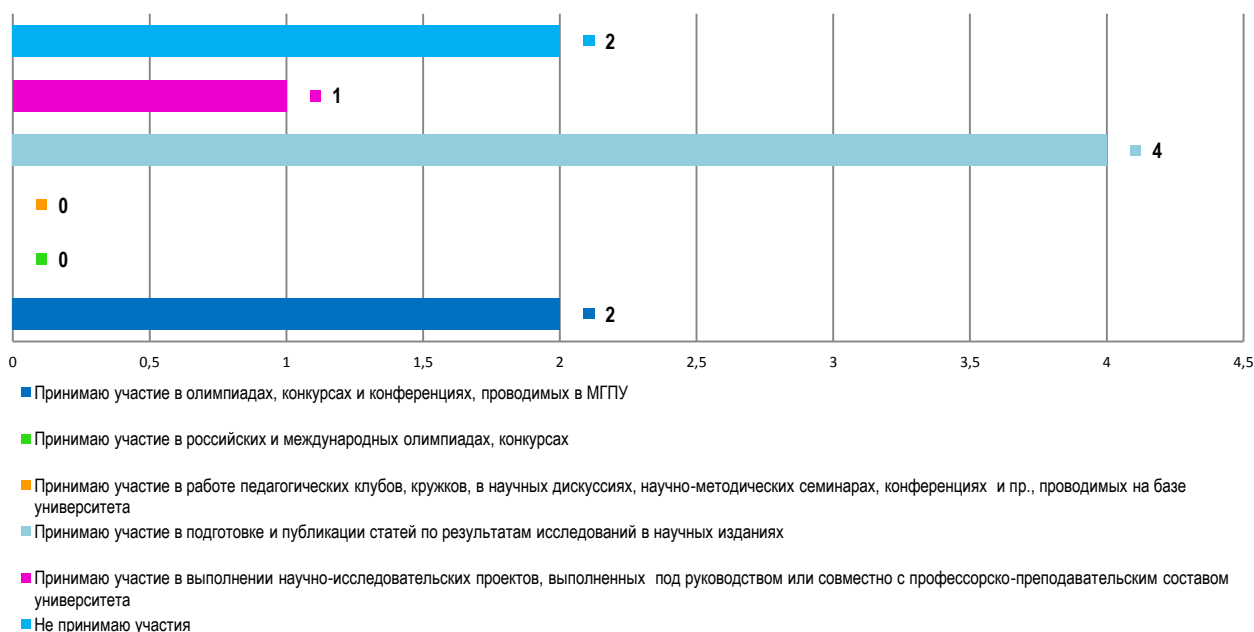 2
1
4
0
0
2
0 0,5 1 1,5 2 2,5 3 3,5 4 4,5
Принимаю участие в олимпиадах, конкурсах и конференциях, проводимых в МГПУ
Принимаю участие в российских и международных олимпиадах, конкурсах
Принимаю участие в работе педагогических клубов, кружков, в научных дискуссиях, научно-методических семинарах, конференциях и пр., проводимых на базе
университета
Принимаю участие в подготовке и публикации статей по результатам исследований в научных изданиях
Принимаю участие в выполнении научно-исследовательских проектов, выполненных под руководством или совместно с профессорско-преподавательским составом
университета
Не принимаю участия